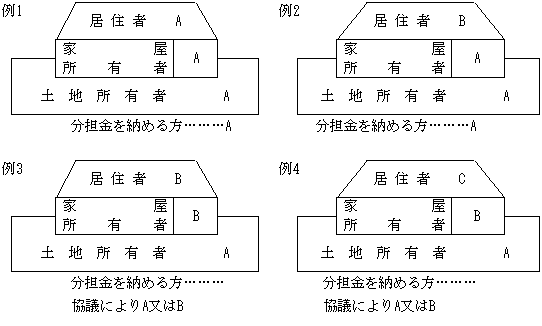 例1
居住者 A
家屋
所有者 A
土地所有者 A
分担金を納める方………A
例2
居住者 B
家屋
所有者 A
土地所有者 A
分担金を納める方………A
例3
居住者 B
家屋
所有者 B
土地所有者 A
分担金を納める方………
協議によりA又はB
例4
居住者 C
家屋
所有者 B
土地所有者 A
分担金を納める方………
協議によりA又はB